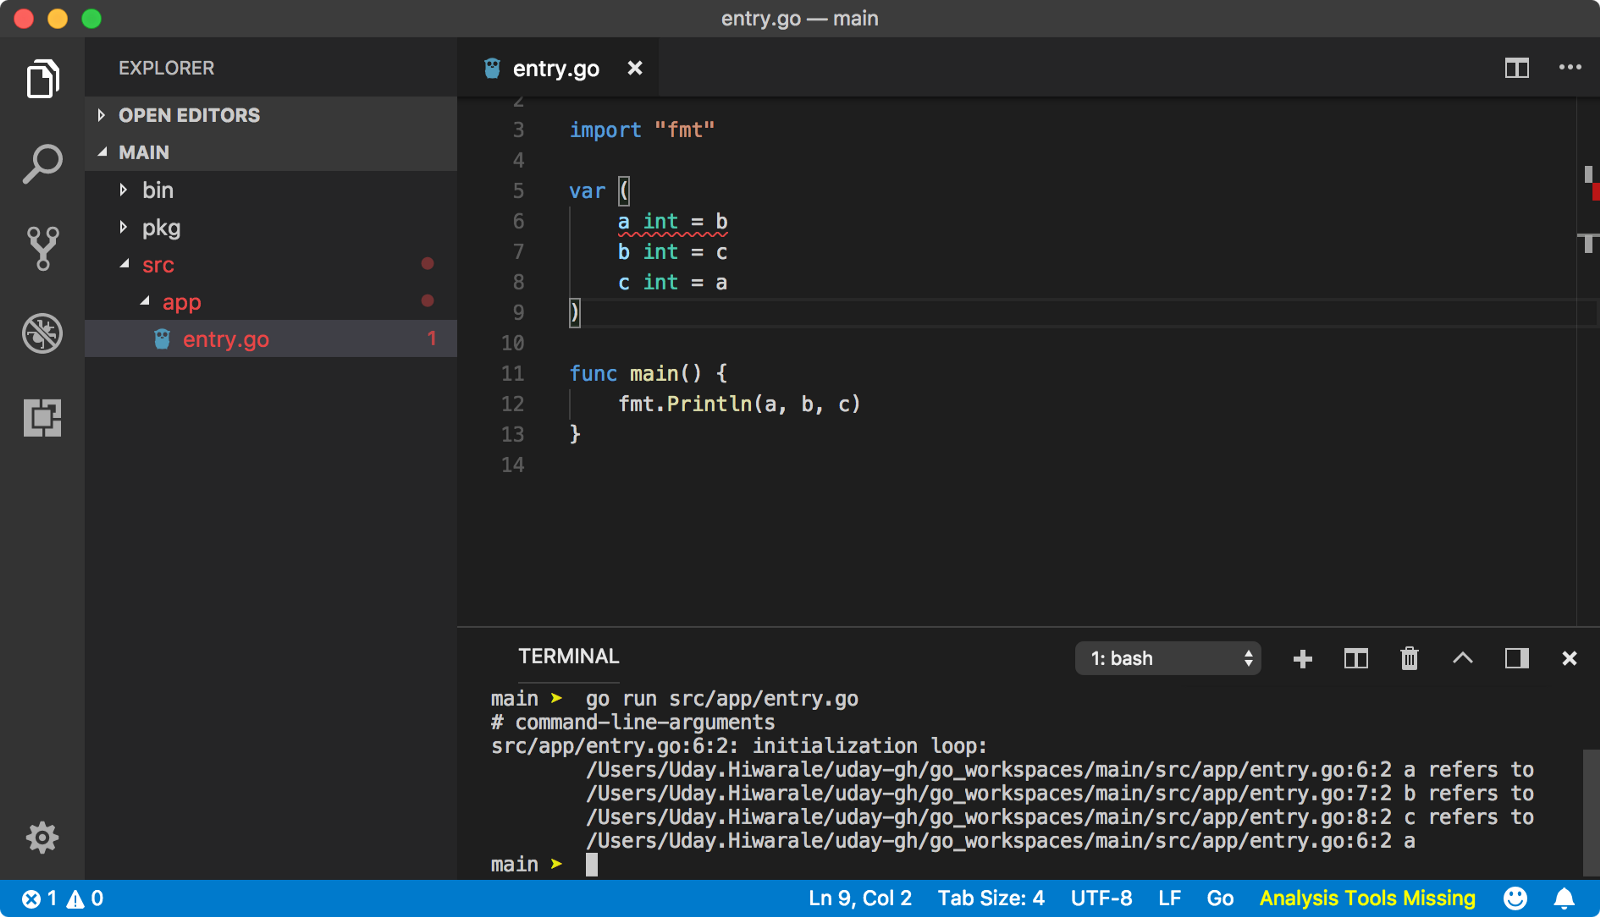 entry.go — main
EXPLORER
OPEN EDITORS
MAIN
bin
pkg
src
app
entry.go 1
entry.go
2
3 import "fmt"
4
5 var (
6 a int = b
7 b int = c
8 c int = a
9 )
10
11 func main() {
12 fmt.Println(a, b, c)
13 }
14
TERMINAL
1: bash
main ➤ go run src/app/entry.go
# command-line-arguments
src/app/entry.go:6:2: initialization loop:
/Users/Uday.Hiwarale/uday-gh/go_workspaces/main/src/app/entry.go:6:2 a refers to
/Users/Uday.Hiwarale/uday-gh/go_workspaces/main/src/app/entry.go:7:2 b refers to
/Users/Uday.Hiwarale/uday-gh/go_workspaces/main/src/app/entry.go:8:2 c refers to
/Users/Uday.Hiwarale/uday-gh/go_workspaces/main/src/app/entry.go:6:2 a
main ➤
1 0 Ln 9, Col 2 Tab Size: 4 UTF-8 LF Go Analysis Tools Missing